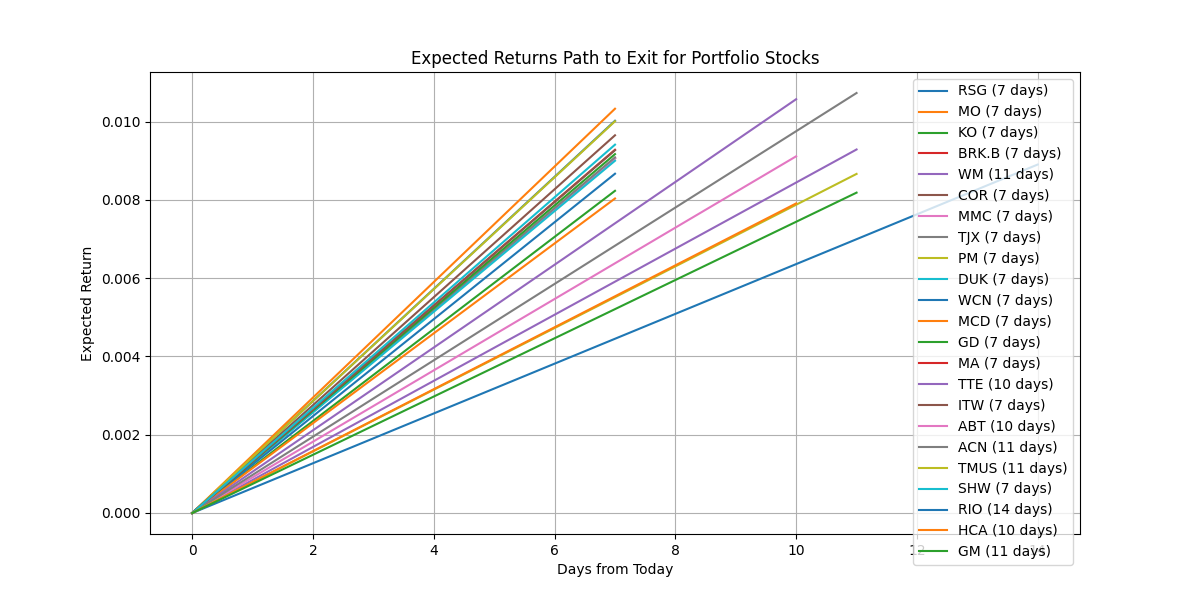 Expected Returns Path to Exit for Portfolio Stocks
Expected Return
0.010
0.008
0.006
0.004
0.002
0.000
0
2
4
6
8
10
12
14
Days from Today
RSG (7 days)
MO (7 days)
KO (7 days)
BRK.B (7 days)
WM (11 days)
COR (7 days)
MMC (7 days)
TJX (7 days)
PM (7 days)
DUK (7 days)
WCN (7 days)
MCD (7 days)
GD (7 days)
MA (7 days)
TTE (10 days)
ITW (7 days)
ABT (10 days)
ACN (11 days)
TMUS (11 days)
SHW (7 days)
RIO (14 days)
HCA (10 days)
GM (11 days)